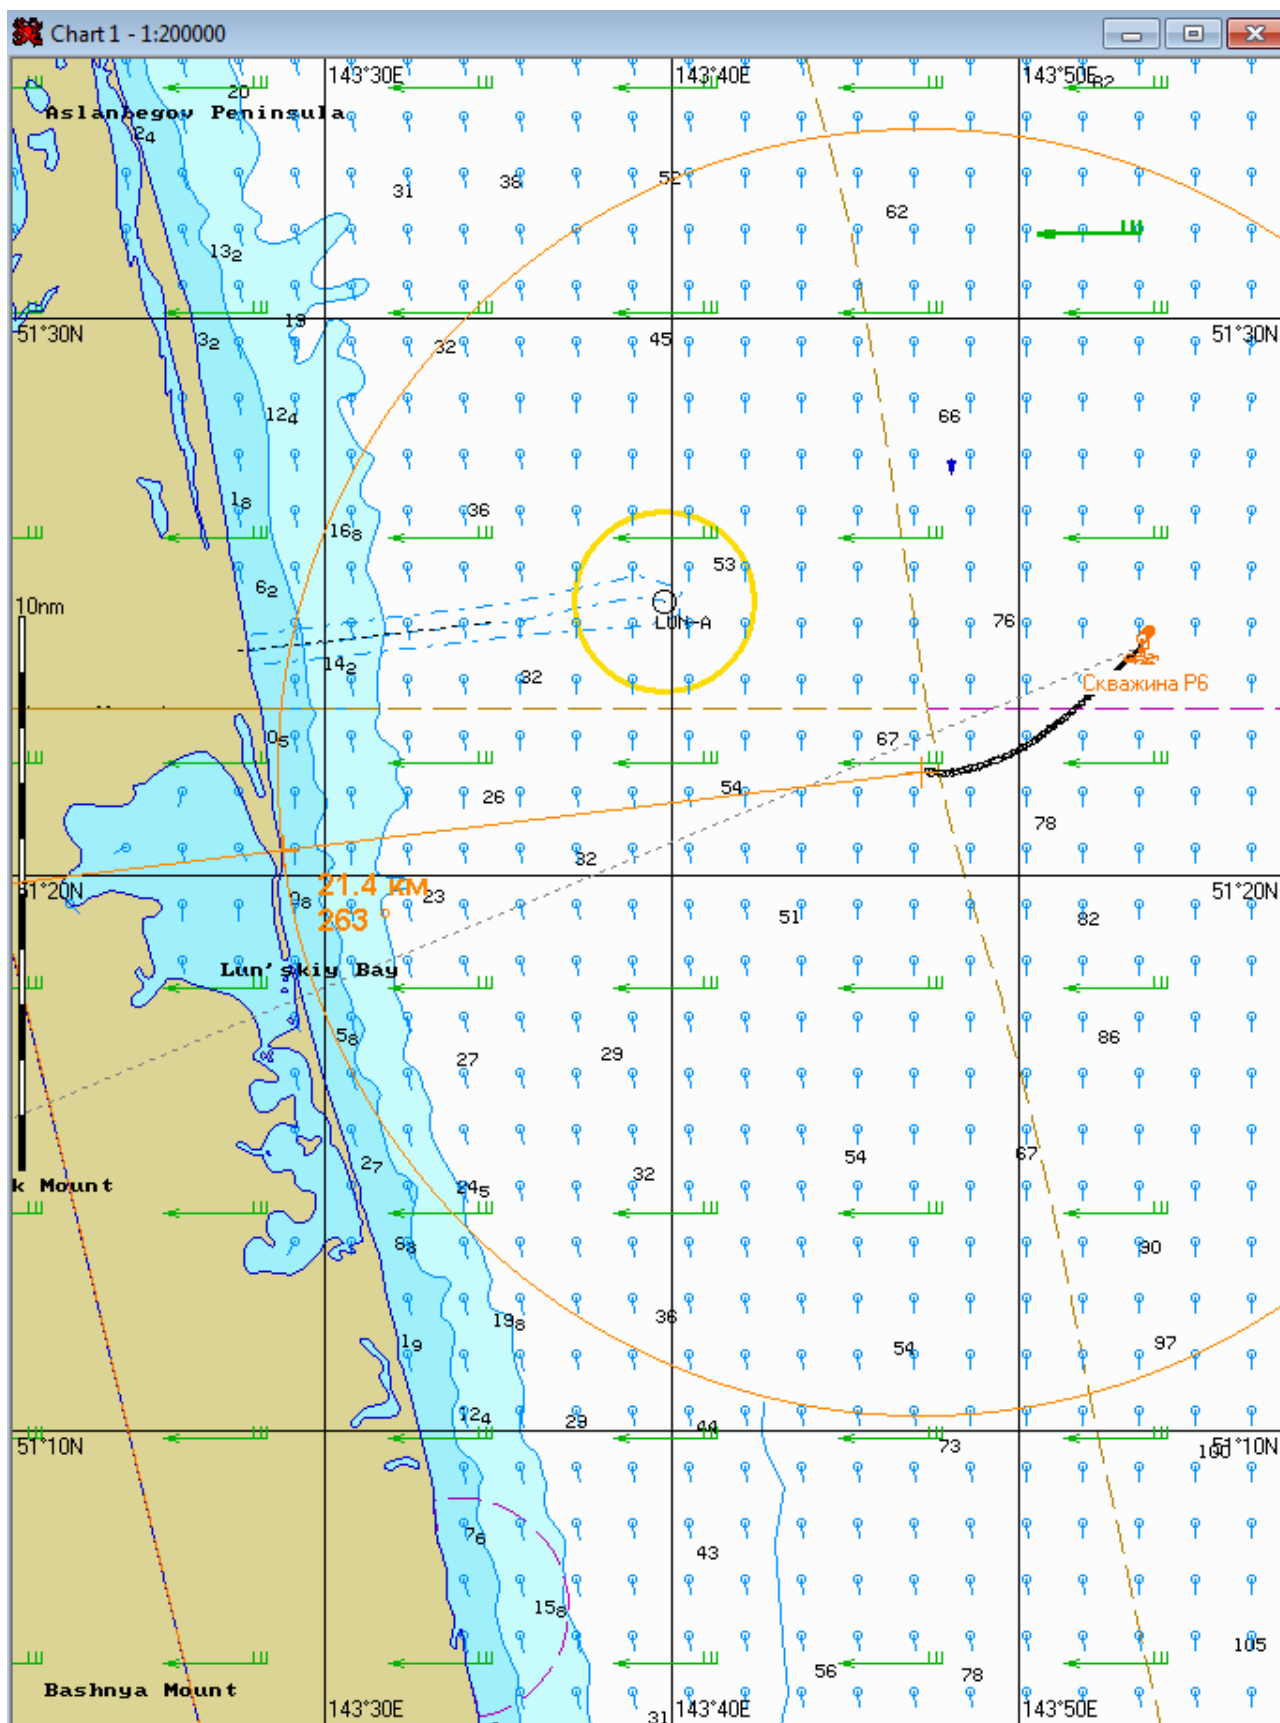 Chart 1 - 1:200000
143°30E 143°40E 143°50E
20 82
Aslanbegov Peninsula
24
31 38 52
62
132
51°30N 19 51°30N
32 32 45
124 66
18 36 168
53
62
10nm LUN-A 76
142 32 Скважина Р6
05 67
26 54 78
32
51°20N 21.4 км 51°20N
08 23 51 82
263 °
Lun'skiy Bay
58 86
27 29
54 67
27 32
k Mount 245
83 90
198 36
19 54 97
124 29 44
51°10N 73 100 51°10N
76 43
158
105
56 78
Bashnya Mount
143°30E 31 143°40E 143°50E